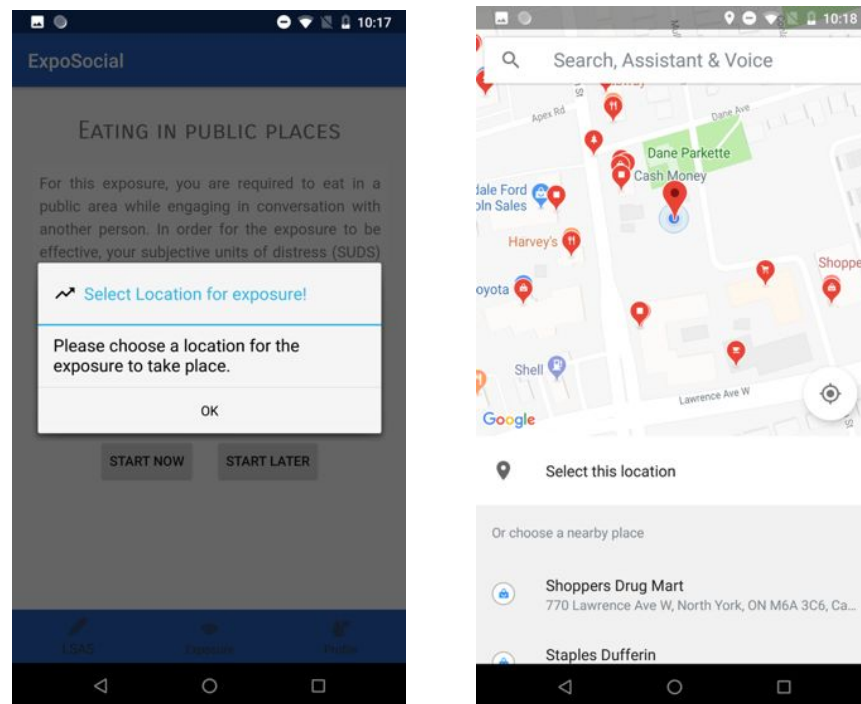 10:17
ExpoSocial
EATING IN PUBLIC PLACES
For this exposure, you are required to eat in a
public area while engaging in conversation with
another person. In order for the exposure to be
effective, your subjective units of distress (SUDS)
Select Location for exposure!
Please choose a location for the
exposure to take place.
OK
START NOW
START LATER
LSAS
Exposure
Profile
10:18
Search, Assistant & Voice
Apex Rd
Dane Ave
Dane Parkette
Cash Money
dale Ford
oln Sales
Harvey's
Shoppe
oyota
Shell
Lawrence Ave W
Google
Select this location
Or choose a nearby place
Shoppers Drug Mart
770 Lawrence Ave W, North York, ON M6A 3C6, Ca...
Staples Dufferin